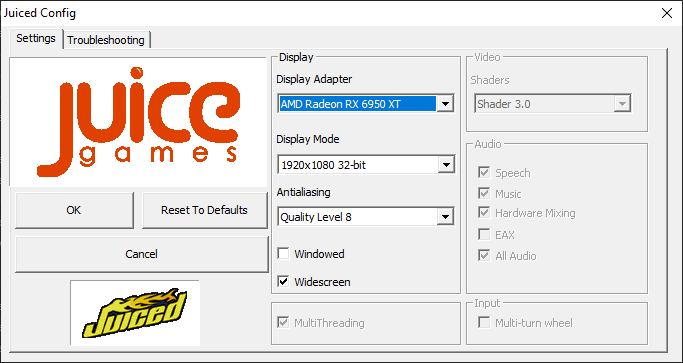 Juiced Config
Settings
Troubleshooting
juice
games
OK
Reset To Defaults
Cancel
Juiced
Display
Display Adapter
AMD Radeon RX 6950 XT
Display Mode
1920x1080 32-bit
Antialiasing
Quality Level 8
Windowed
Widescreen
MultiThreading
Video
Shaders
Shader 3.0
Audio
Speech
Music
Hardware Mixing
EAX
All Audio
Input
Multi-turn wheel